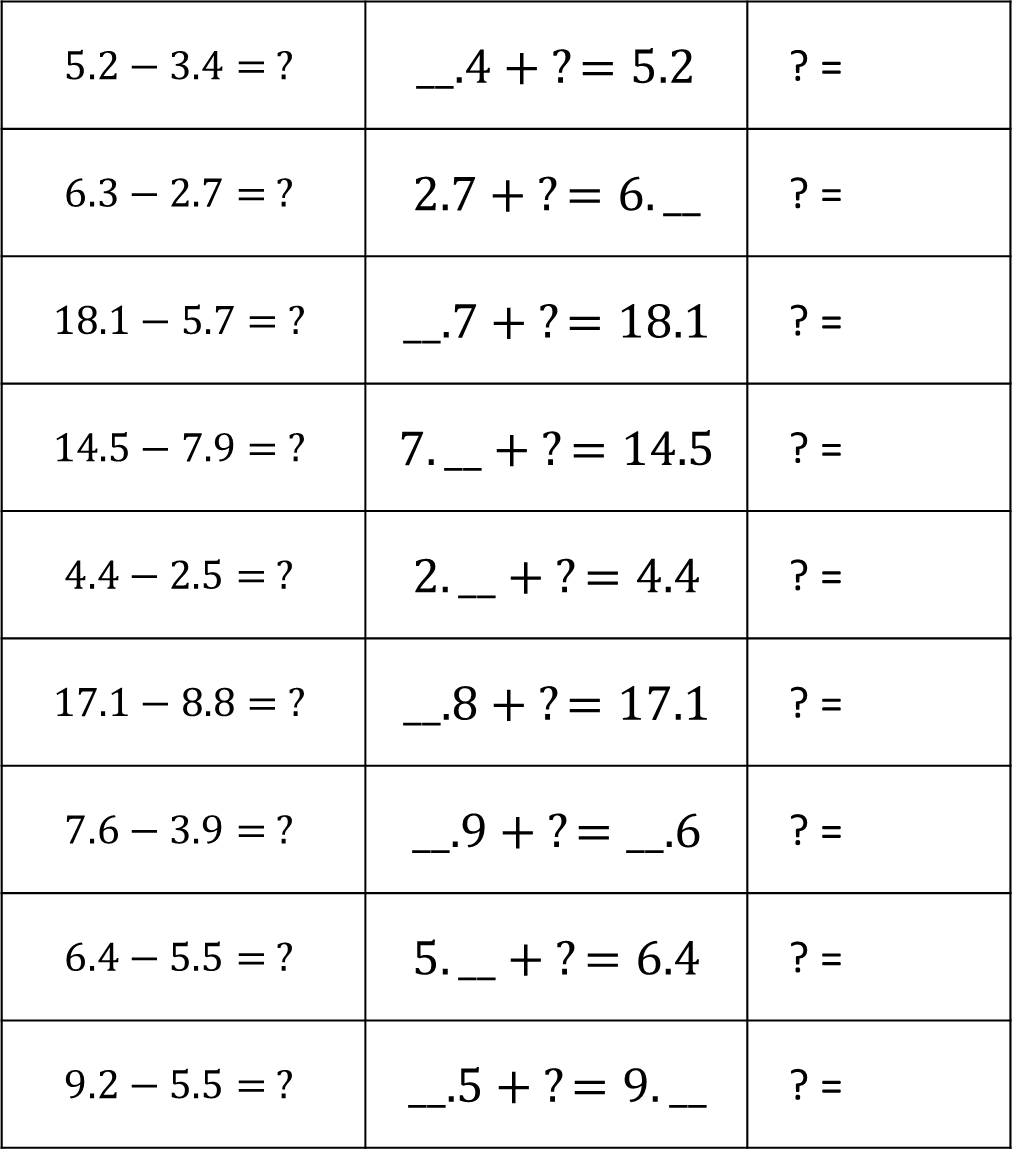 5.2 − 3.4 = ? __.4 + ? = 5.2 ? =
6.3 − 2.7 = ? 2.7 + ? = 6. __ ? =
18.1 − 5.7 = ? __.7 + ? = 18.1 ? =
14.5 − 7.9 = ? 7. __ + ? = 14.5 ? =
4.4 − 2.5 = ? 2. __ + ? = 4.4 ? =
17.1 − 8.8 = ? __.8 + ? = 17.1 ? =
7.6 − 3.9 = ? __.9 + ? = __.6 ? =
6.4 − 5.5 = ? 5. __ + ? = 6.4 ? =
9.2 − 5.5 = ? __.5 + ? = 9. __ ? =